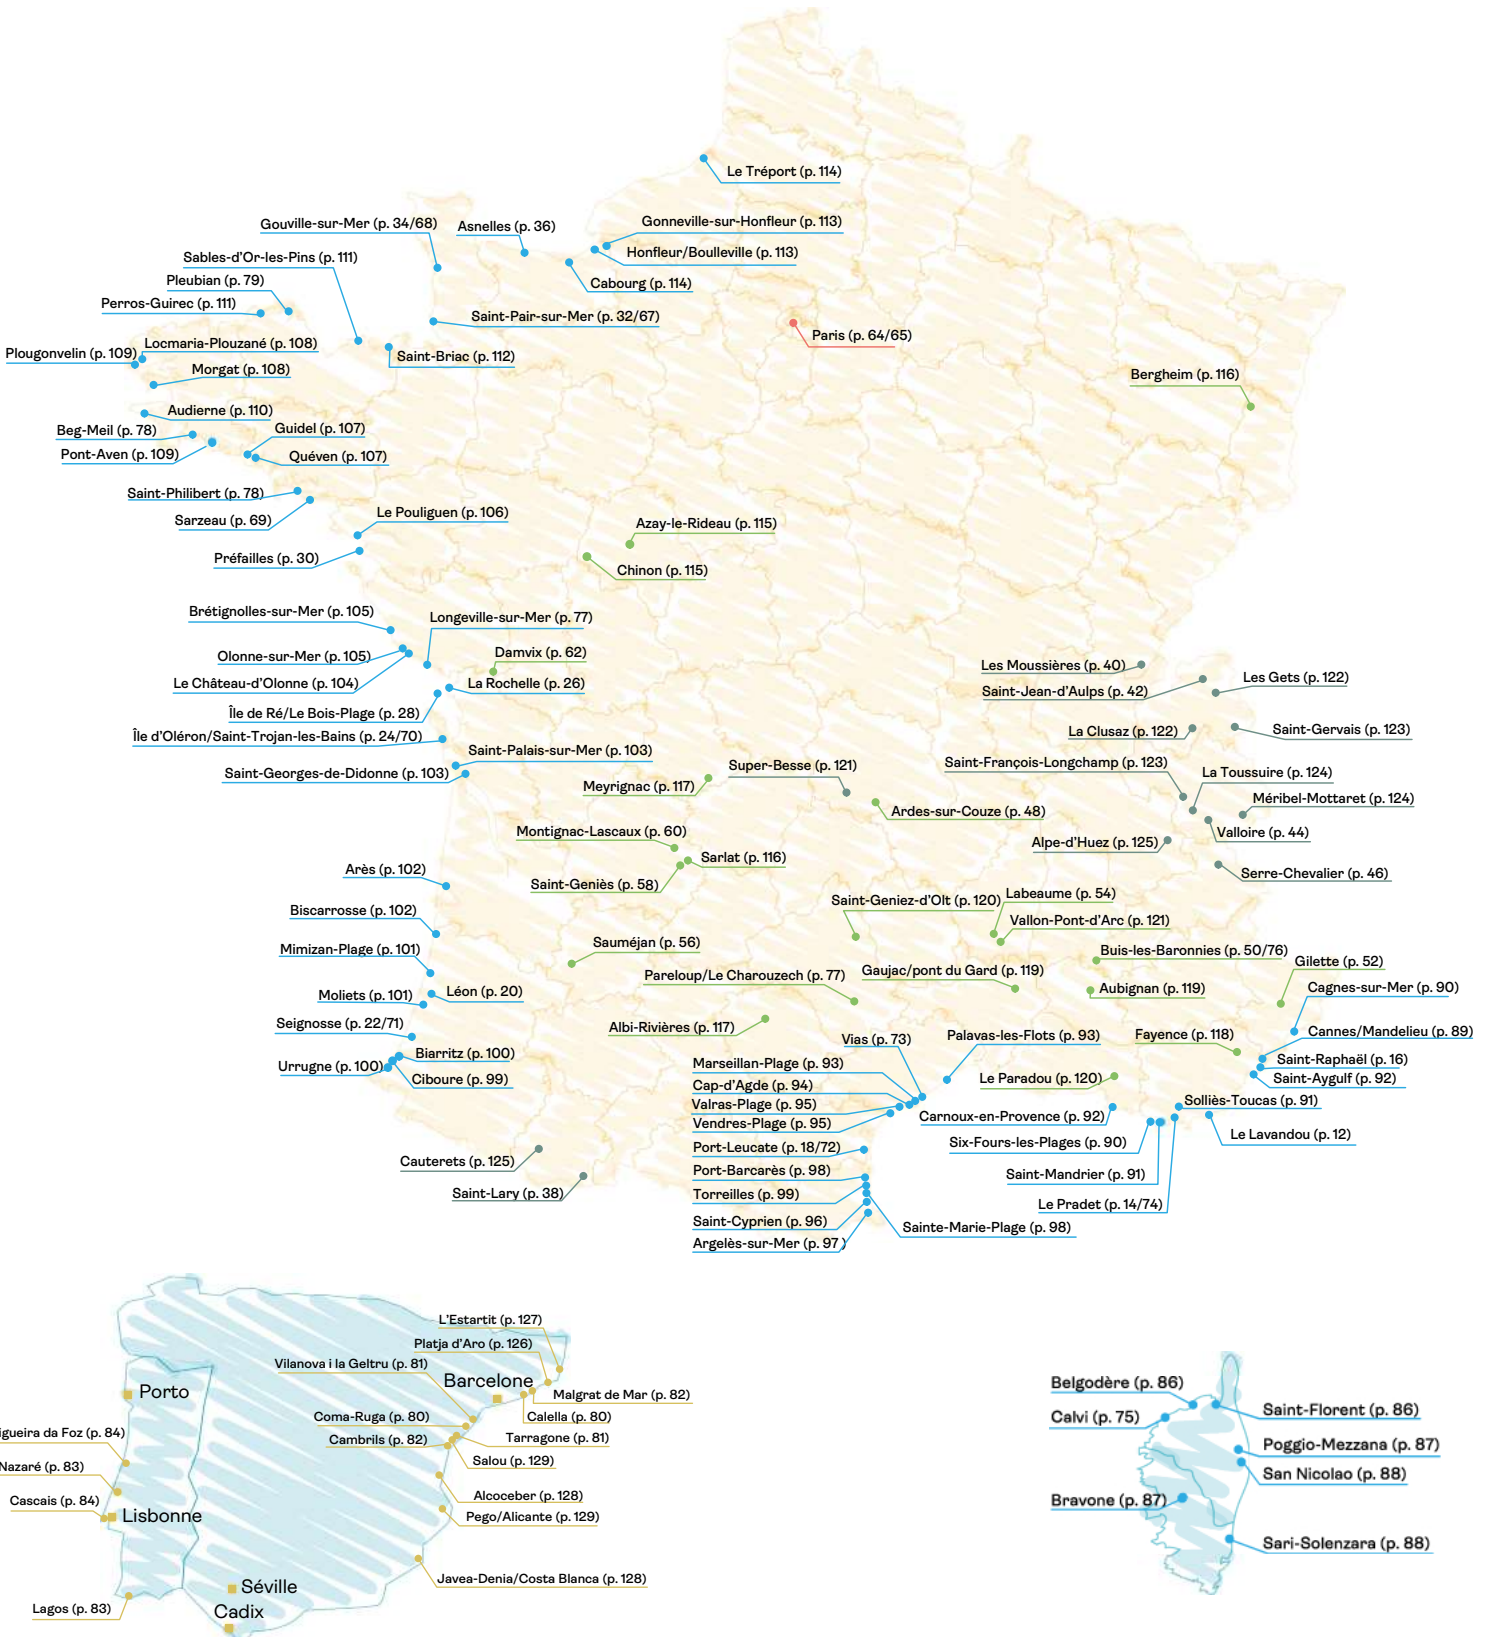 Le Tréport (p. 114)
Gouville-sur-Mer (p. 34/68)
Asnelles (p. 36)
Gonneville-sur-Honfleur (p. 113)
Honfleur/Boulleville (p. 113)
Sables-d'Or-les-Pins (p. 111)
Pleubian (p. 79)
Cabourg (p. 114)
Perros-Guirec (p. 111)
Saint-Pair-sur-Mer (p. 32/67)
Paris (p. 64/65)
Locmaria-Plouzané (p. 108)
Plougonvelin (p. 109)
Saint-Briac (p. 112)
Morgat (p. 108)
Bergheim (p. 116)
Audierne (p. 110)
Beg-Meil (p. 78)
Guidel (p. 107)
Pont-Aven (p. 109)
Quéven (p. 107)
Saint-Philibert (p. 78)
Sarzeau (p. 69)
Le Pouliguen (p. 106)
Azay-le-Rideau (p. 115)
Préfailles (p. 30)
Chinon (p. 115)
Brétignolles-sur-Mer (p. 105)
Longeville-sur-Mer (p. 77)
Olonne-sur-Mer (p. 105)
Damvix (p. 62)
Les Moussières (p. 40)
Le Château-d'Olonne (p. 104)
La Rochelle (p. 26)
Saint-Jean-d'Aulps (p. 42)
Les Gets (p. 122)
Île de Ré/Le Bois-Plage (p. 28)
Île d'Oléron/Saint-Trojan-les-Bains (p. 24/70)
La Clusaz (p. 122)
Saint-Gervais (p. 123)
Saint-Palais-sur-Mer (p. 103)
Saint-Georges-de-Didonne (p. 103)
Super-Besse (p. 121)
Saint-François-Longchamp (p. 123)
La Toussuire (p. 124)
Meyrignac (p. 117)
Méribel-Mottaret (p. 124)
Ardes-sur-Couze (p. 48)
Montignac-Lascaux (p. 60)
Valloire (p. 44)
Alpe-d'Huez (p. 125)
Sarlat (p. 116)
Arès (p. 102)
Saint-Geniès (p. 58)
Serre-Chevalier (p. 46)
Saint-Geniez-d'Olt (p. 120)
Labeaume (p. 54)
Biscarrosse (p. 102)
Vallon-Pont-d'Arc (p. 121)
Mimizan-Plage (p. 101)
Sauméjan (p. 56)
Buis-les-Baronnies (p. 50/76)
Gilette (p. 52)
Pareloup/Le Charouzech (p. 77)
Gaujac/pont du Gard (p. 119)
Moliets (p. 101)
Léon (p. 20)
Aubignan (p. 119)
Cagnes-sur-Mer (p. 90)
Seignosse (p. 22/71)
Albi-Rivières (p. 117)
Vias (p. 73)
Palavas-les-Flots (p. 93)
Fayence (p. 118)
Cannes/Mandelieu (p. 89)
Urrugne (p. 100)
Biarritz (p. 100)
Marseillan-Plage (p. 93)
Saint-Raphaël (p. 16)
Ciboure (p. 99)
Cap-d'Agde (p. 94)
Le Paradou (p. 120)
Saint-Aygulf (p. 92)
Valras-Plage (p. 95)
Solliès-Toucas (p. 91)
Vendres-Plage (p. 95)
Carnoux-en-Provence (p. 92)
Le Lavandou (p. 12)
Port-Leucate (p. 18/72)
Six-Fours-les-Plages (p. 90)
Cauterets (p. 125)
Port-Barcarès (p. 98)
Saint-Mandrier (p. 91)
Saint-Lary (p. 38)
Torreilles (p. 99)
Le Pradet (p. 14/74)
Saint-Cyprien (p. 96)
Sainte-Marie-Plage (p. 98)
Argelès-sur-Mer (p. 97)
L'Estartit (p. 127)
Platja d'Aro (p. 126)
Vilanova i la Geltru (p. 81)
Barcelone
Porto
Malgrat de Mar (p. 82)
Coma-Ruga (p. 80)
Calella (p. 80)
igueira da Foz (p. 84)
Cambrils (p. 82)
Tarragone (p. 81)
Salou (p. 129)
Nazaré (p. 83)
Alcoceber (p. 128)
Cascais (p. 84)
Lisbonne
Pego/Alicante (p. 129)
Javea-Denia/Costa Blanca (p. 128)
Séville
Lagos (p. 83)
Cadix
Belgodère (p. 86)
Calvi (p. 75)
Saint-Florent (p. 86)
Poggio-Mezzana (p. 87)
San Nicolao (p. 88)
Bravone (p. 87)
Sari-Solenzara (p. 88)